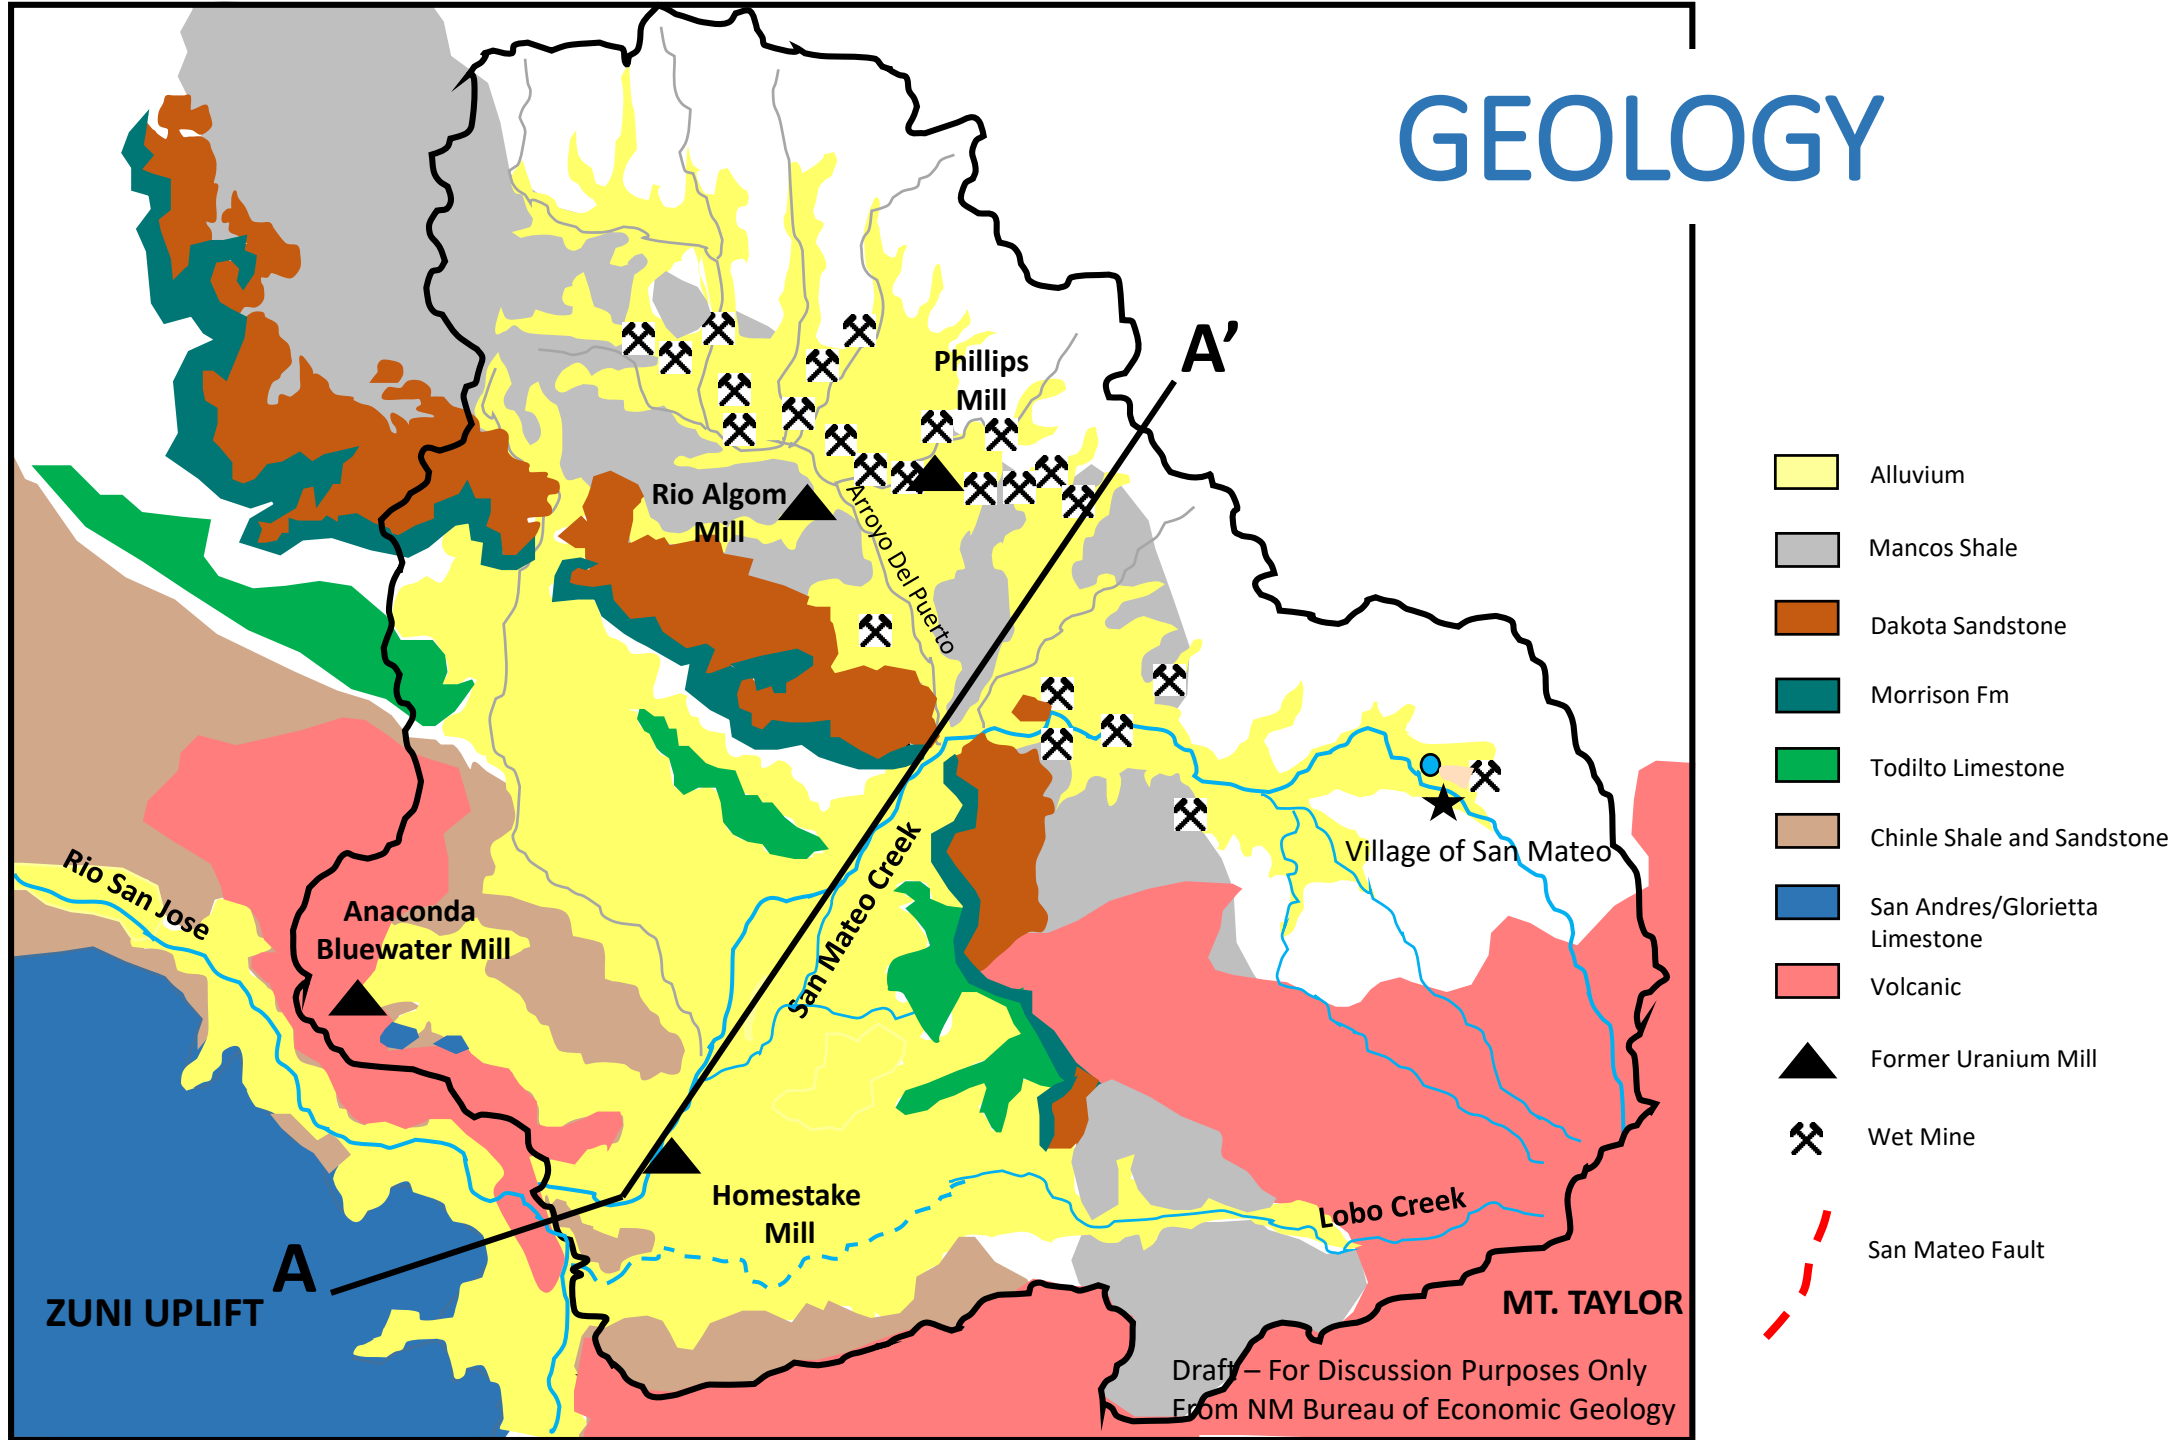 GEOLOGY
A’
Phillips
Mill
Rio Algom
Mill
Arroyo Del Puerto
Village of San Mateo
Rio San Jose
Anaconda
Bluewater Mill
San Mateo Creek
Homestake
Mill
Lobo Creek
A
ZUNI UPLIFT
MT. TAYLOR
Draft – For Discussion Purposes Only
From NM Bureau of Economic Geology
Alluvium
Mancos Shale
Dakota Sandstone
Morrison Fm
Todilto Limestone
Chinle Shale and Sandstone
San Andres/Glorietta
Limestone
Volcanic
Former Uranium Mill
Wet Mine
San Mateo Fault